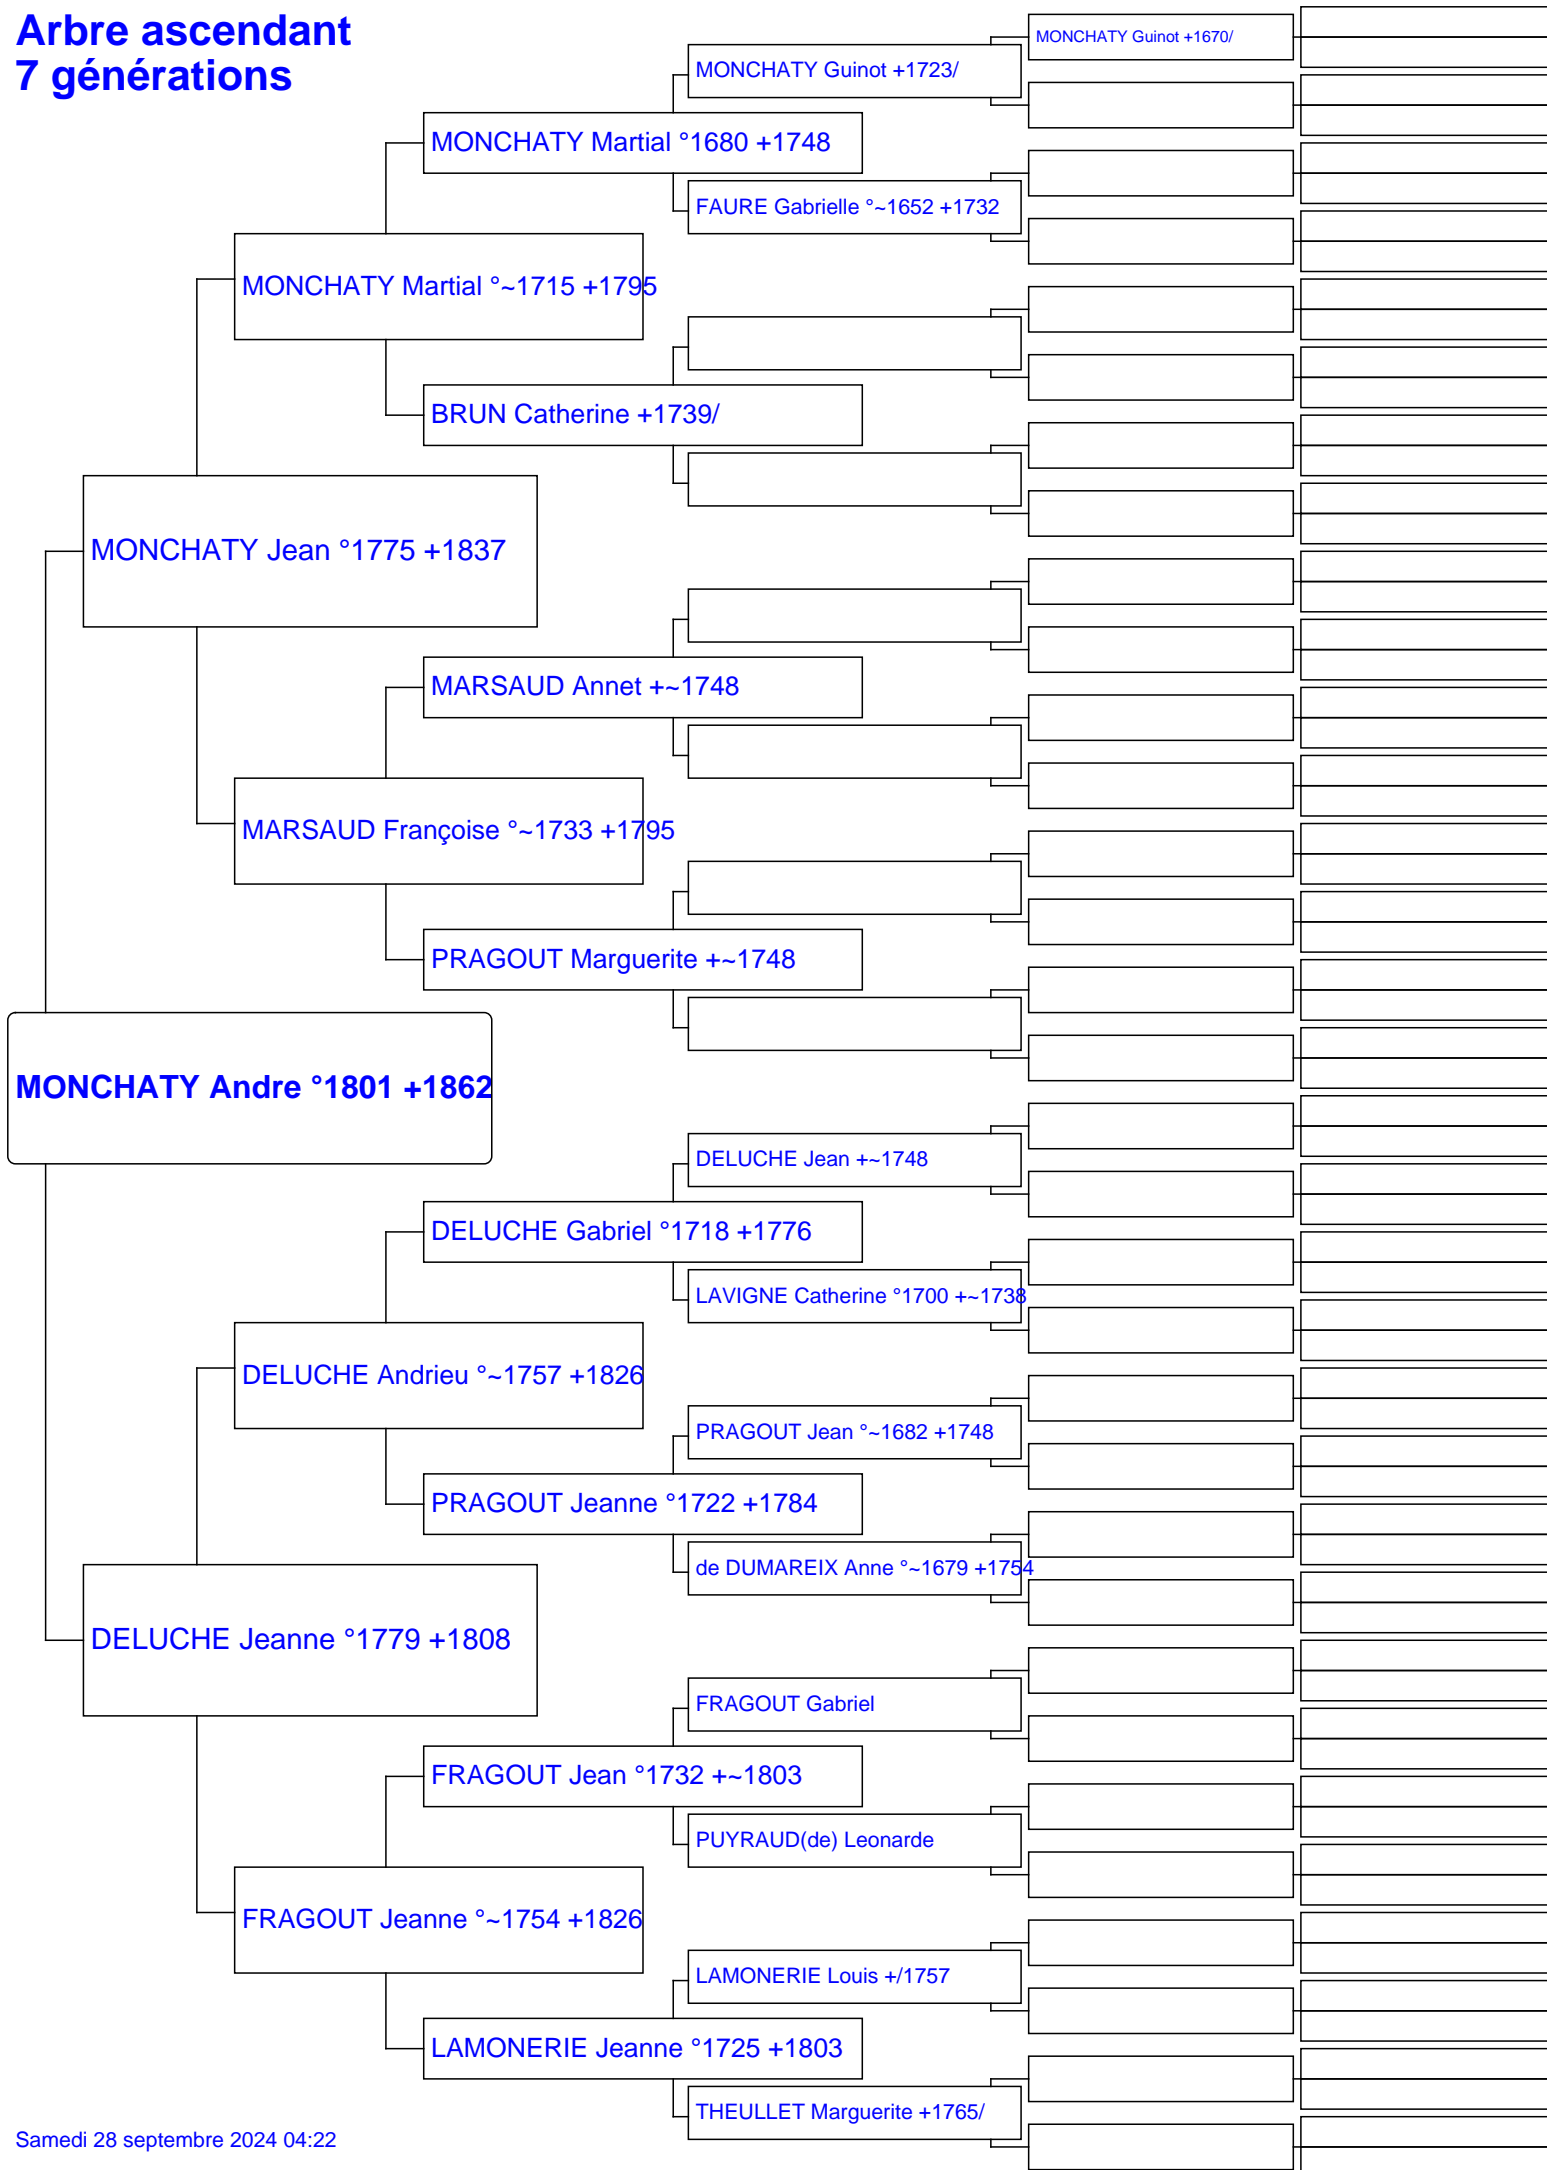 Arbre ascendant
7 générations
MONCHATY Guinot +1670/
MONCHATY Guinot +1723/
MONCHATY Martial °1680 +1748
FAURE Gabrielle °~1652 +1732
MONCHATY Martial °~1715 +1795
BRUN Catherine +1739/
MONCHATY Jean °1775 +1837
MARSAUD Annet +~1748
MARSAUD Françoise °~1733 +1795
PRAGOUT Marguerite +~1748
MONCHATY Andre °1801 +1862
DELUCHE Jean +~1748
DELUCHE Gabriel °1718 +1776
LAVIGNE Catherine °1700 +~1738
DELUCHE Andrieu °~1757 +1826
PRAGOUT Jean °~1682 +1748
PRAGOUT Jeanne °1722 +1784
de DUMAREIX Anne °~1679 +1754
DELUCHE Jeanne °1779 +1808
FRAGOUT Gabriel
FRAGOUT Jean °1732 +~1803
PUYRAUD(de) Leonarde
FRAGOUT Jeanne °~1754 +1826
LAMONERIE Louis +/1757
LAMONERIE Jeanne °1725 +1803
THEULLET Marguerite +1765/
Samedi 28 septembre 2024 04:22